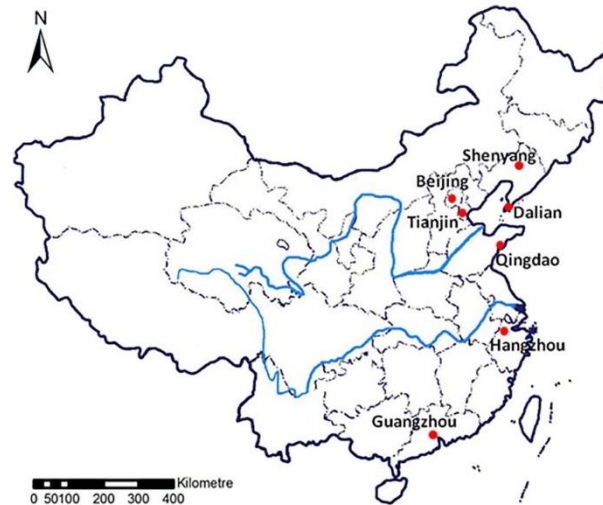 N
Shenyang
Beijing
Tianjin
Dalian
Qingdao
Hangzhou
Guangzhou
Kilometre
0 50100 200 300 400